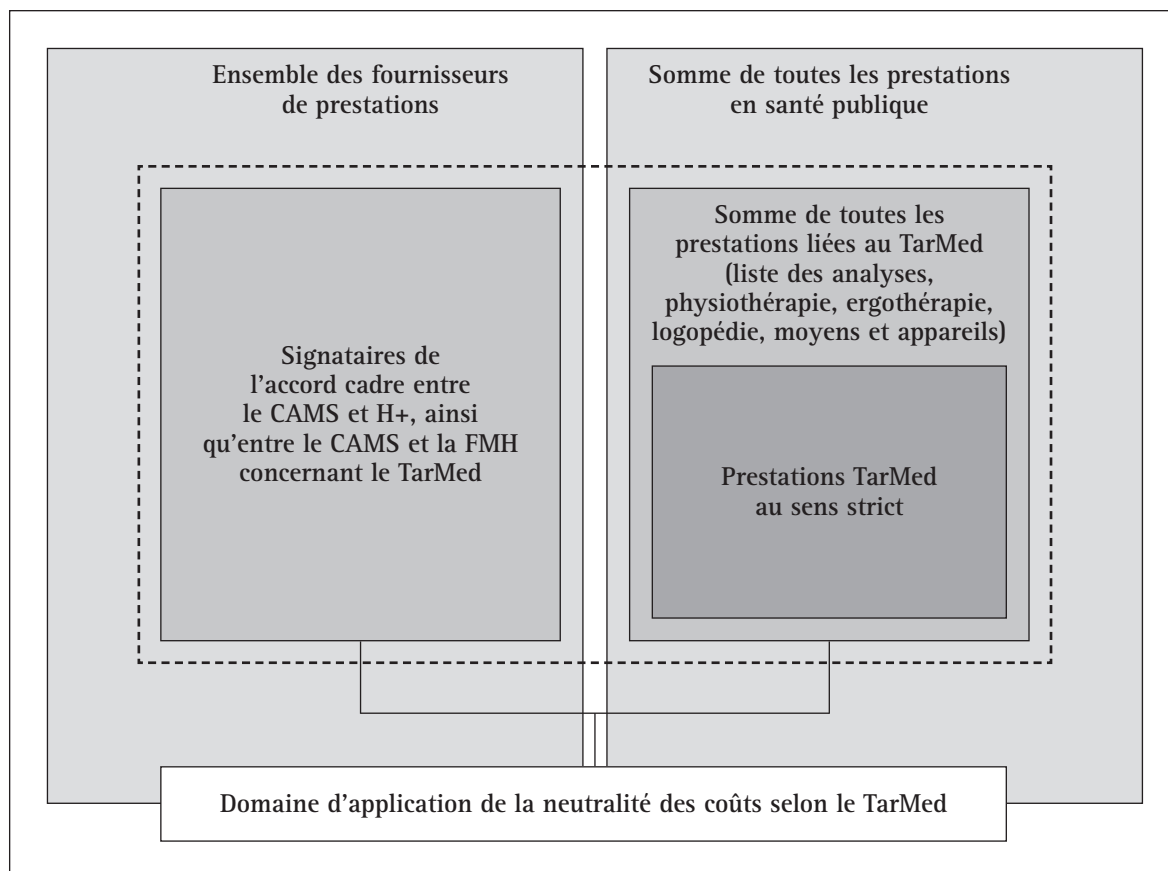 Ensemble des fournisseurs
de prestations
Somme de toutes les prestations
en santé publique
Signataires de
l'accord cadre entre
le CAMS et H+, ainsi
qu'entre le CAMS et la FMH
concernant le TarMed
Somme de toutes les
prestations liées au TarMed
(liste des analyses,
physiothérapie, ergothérapie,
logopédie, moyens et appareils)
Prestations TarMed
au sens strict
Domaine d'application de la neutralité des coûts selon le TarMed